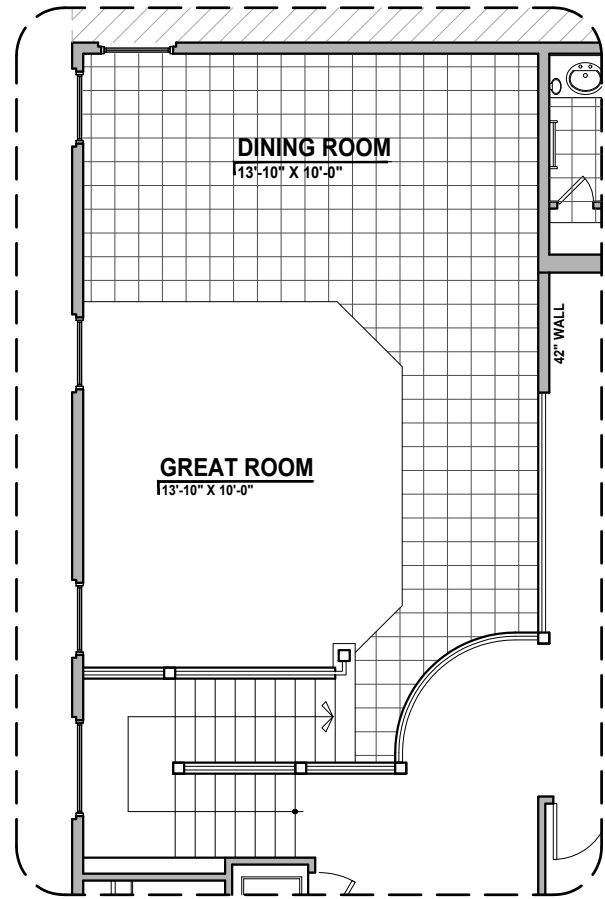 DINING ROOM
13'-10" X 10'-0"
42" WALL
GREAT ROOM
13'-10" X 10'-0"